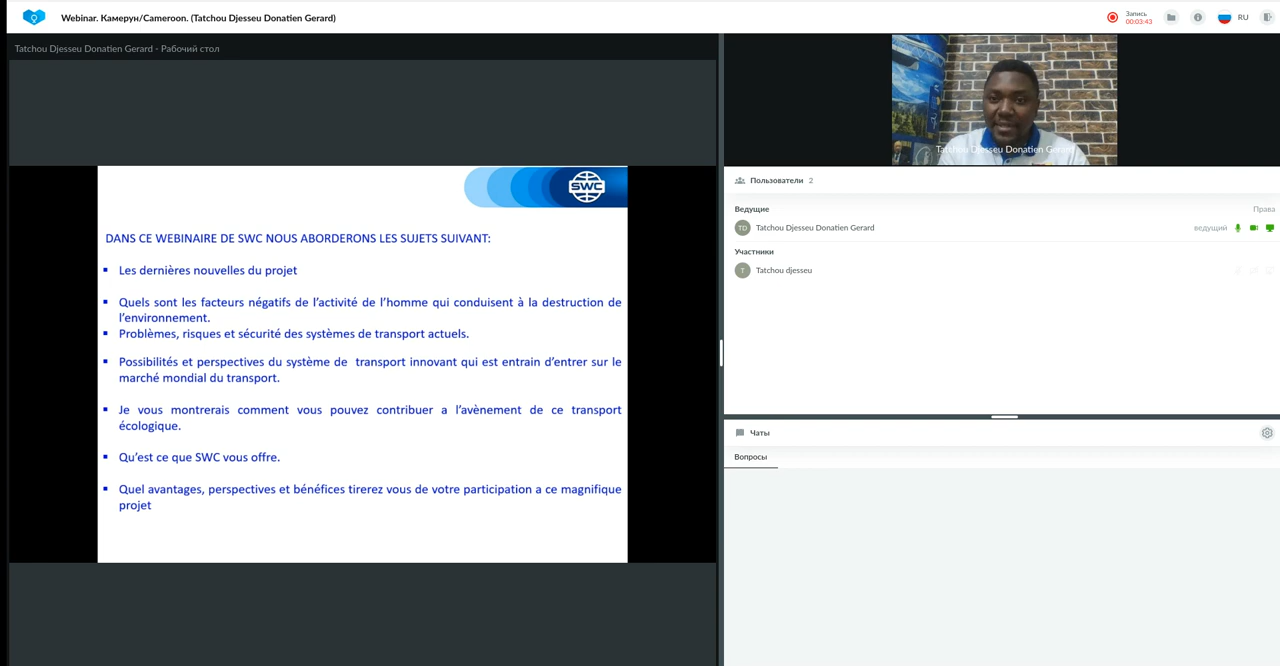 Webinar. Камерун/Cameroon. (Tatchou Djesseu Donatien Gerard)
Запись
00:03:43
RU
Tatchou Djesseu Donatien Gerard - Рабочий стол
SWC
DANS CE WEBINAIRE DE SWC NOUS ABORDERONS LES SUJETS SUIVANT:
▪ Les dernières nouvelles du projet
▪ Quels sont les facteurs négatifs de l’activité de l’homme qui conduisent à la destruction de
l’environnement.
▪ Problèmes, risques et sécurité des systèmes de transport actuels.
▪ Possibilités et perspectives du système de transport innovant qui est entrain d’entrer sur le
marché mondial du transport.
▪ Je vous montrerais comment vous pouvez contribuer a l’avènement de ce transport
écologique.
▪ Qu’est ce que SWC vous offre.
▪ Quel avantages, perspectives et bénéfices tirerez vous de votre participation a ce magnifique
projet
Tatchou Djesseu Donatien Gerard
Пользователи 2
Ведущие Права
TD Tatchou Djesseu Donatien Gerard ведущий
Участники
T Tatchou djesseu
Чаты
Вопросы